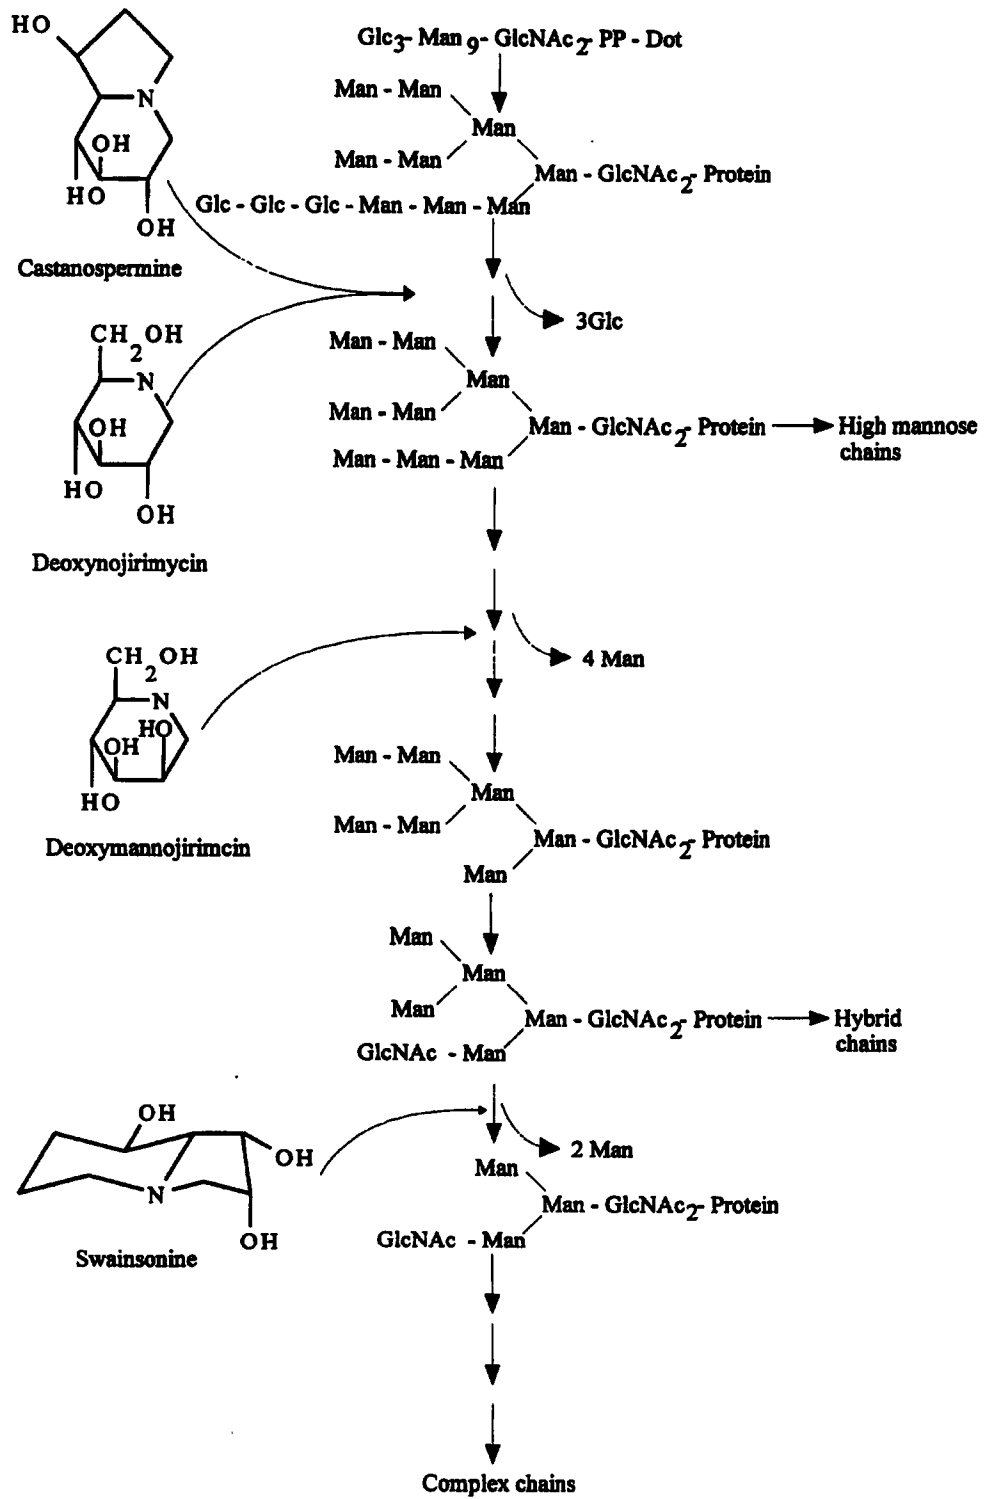 Glc3- Man9- GlcNAc2- PP - Dot
Man - Man
Man
Man - Man
Man - GlcNAc2- Protein
Glc - Glc - Glc - Man - Man - Man
HO
N
OH
HO
OH
Castanospermine
3Glc
CH2OH
N
OH
HO
OH
Deoxynojirimycin
Man - Man
Man
Man - Man
Man - GlcNAc2- Protein
High mannose
chains
Man - Man - Man
4 Man
CH2OH
N
HO
OH
HO
Deoxymannojirimcin
Man - Man
Man
Man - Man
Man - GlcNAc2- Protein
Man
Man
Man
Man
Man - GlcNAc2- Protein
Hybrid
chains
GlcNAc - Man
OH
OH
N
OH
Swainsonine
2 Man
Man
Man - GlcNAc2- Protein
GlcNAc - Man
Complex chains